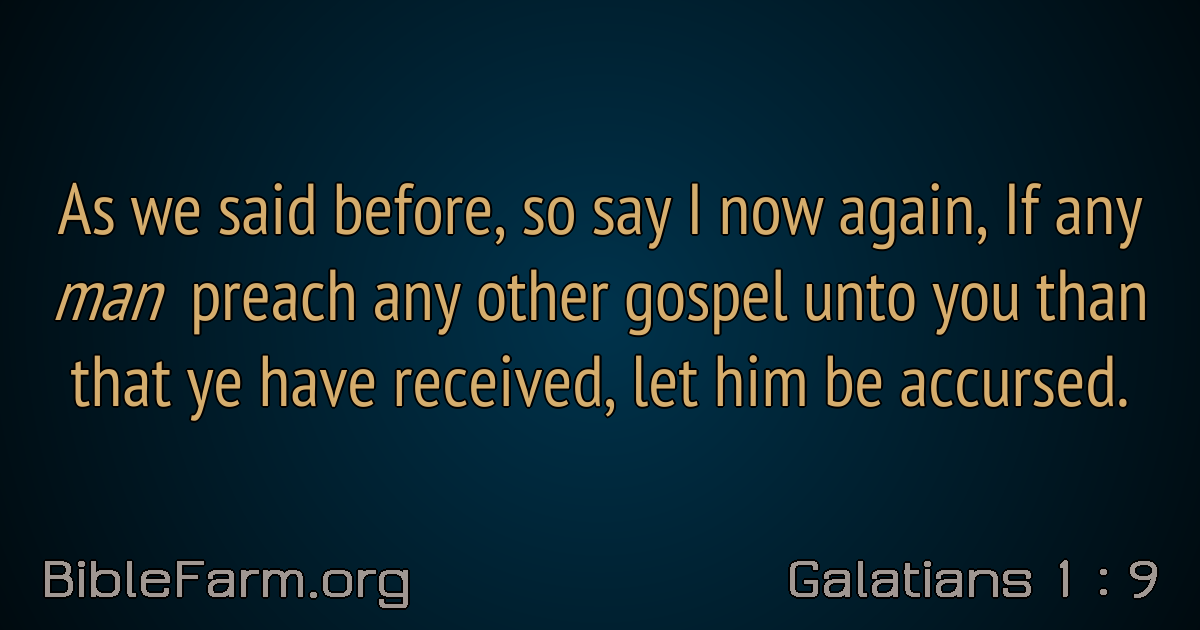 As we said before, so say I now again, If any
man preach any other gospel unto you than
that ye have received, let him be accursed.
BibleFarm.org
Galatians 1 : 9